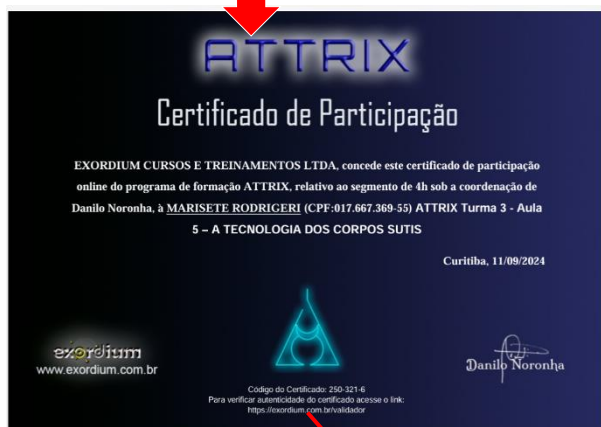 ATTRIX
Certificado de Participação
EXORDIUM CURSOS E TREINAMENTOS LTDA, concede este certificado de participação
online do programa de formação ATTRIX, relativo ao segmento de 4h sob a coordenação de
Danilo Noronha, à MARISETE RODRIGERI (CPF:017.667.369-55) ATTRIX Turma 3 - Aula
5 – A TECNOLOGIA DOS CORPOS SUTIS
Curitiba, 11/09/2024
exordium
www.exordium.com.br
Danilo Noronha
Código do Certificado: 250-321-6
Para verificar autenticidade do certificado acesse o link:
https://exordium.com.br/validador